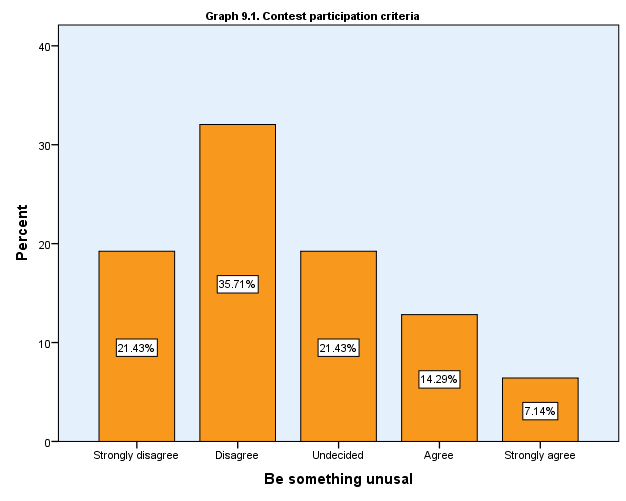 Graph 9.1. Contest participation criteria
40
30
20
10
0
Percent
21.43%
35.71%
21.43%
14.29%
7.14%
Strongly disagree
Disagree
Undecided
Agree
Strongly agree
Be something unusal